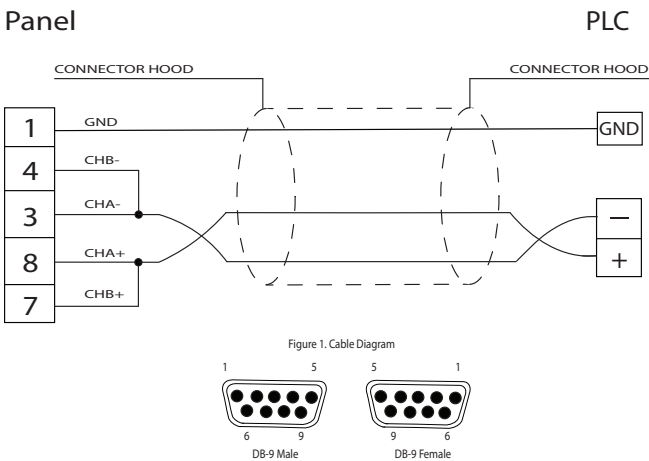 Panel PLC
CONNECTOR HOOD CONNECTOR HOOD
1 GND GND
4 CHB-
3 CHA- —
8 CHA+ +
7 CHB+
Figure 1. Cable Diagram
1 5 5 1
6 9 9 6
DB-9 Male DB-9 Female